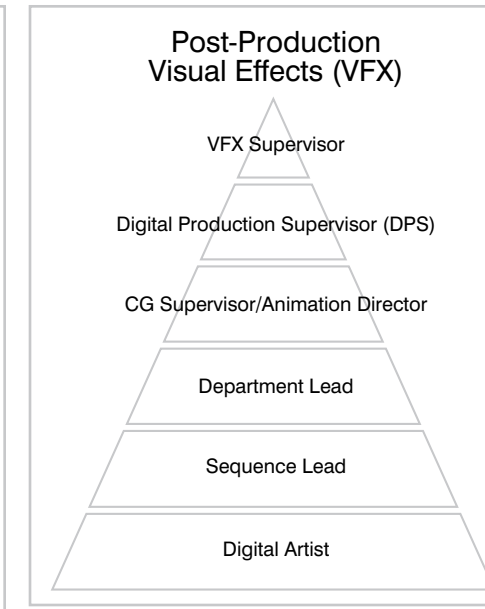 Post-Production
Visual Effects (VFX)
VFX Supervisor
Digital Production Supervisor (DPS)
CG Supervisor/Animation Director
Department Lead
Sequence Lead
Digital Artist